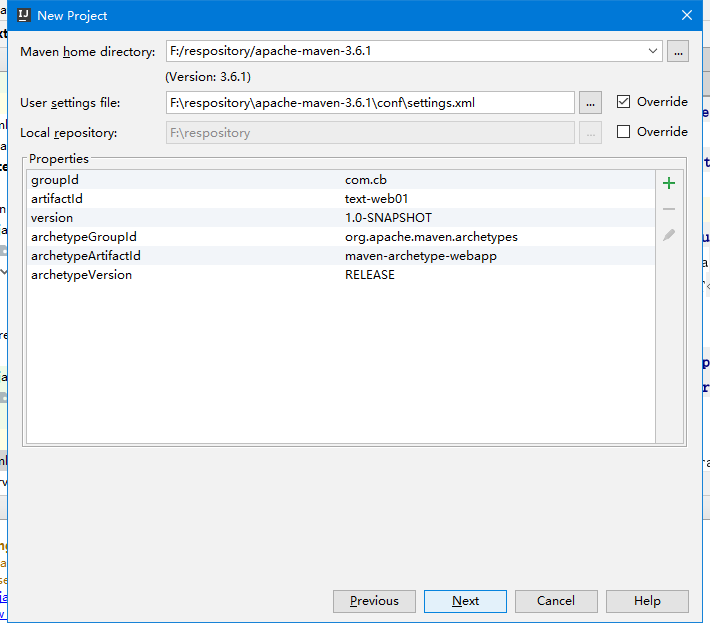 New Project
Maven home directory: F:/respository/apache-maven-3.6.1 ...
(Version: 3.6.1)
User settings file: F:\respository\apache-maven-3.6.1\conf\settings.xml ... Override
Local repository: F:\respository ... Override
Properties
groupId com.cb
artifactId text-web01
version 1.0-SNAPSHOT
archetypeGroupId org.apache.maven.archetypes
archetypeArtifactId maven-archetype-webapp
archetypeVersion RELEASE
Previous Next Cancel Help